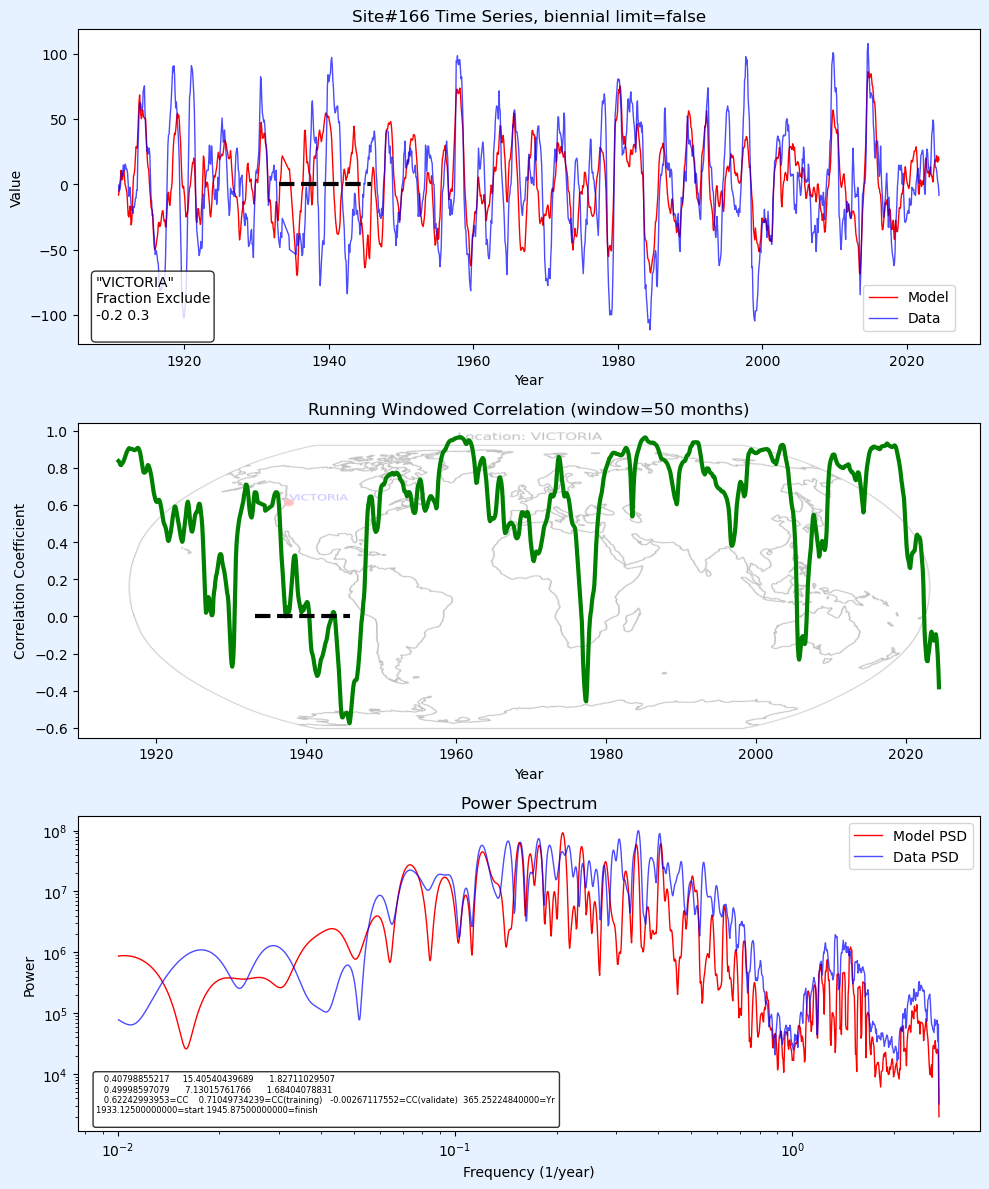 Site#166 Time Series, biennial limit=false
100
50
0
−50
−100
Value
"VICTORIA"
Fraction Exclude
-0.2 0.3
Model
Data
1920
1940
1960
1980
2000
2020
Year
Running Windowed Correlation (window=50 months)
Location: VICTORIA
VICTORIA
1.0
0.8
0.6
0.4
0.2
0.0
−0.2
−0.4
−0.6
Correlation Coefficient
1920
1940
1960
1980
2000
2020
Year
Power Spectrum
10^8
10^7
10^6
10^5
10^4
Power
Model PSD
Data PSD
0.40798855217 15.40540439689 1.82711029507
0.49998597079 7.13015761766 1.68404078831
0.62242993953=CC 0.71049734239=CC(training) -0.00267117552=CC(validate) 365.25224840000=Yr
1933.12500000000=start 1945.87500000000=finish
10^−2
10^−1
10^0
Frequency (1/year)